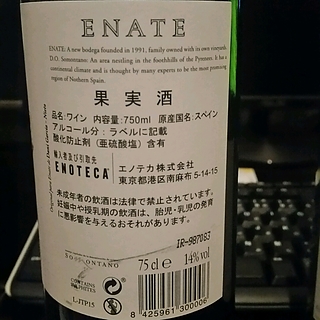 ENATE
ENATE: A new bodega founded in 1991, family owned with its own vineyards,
D.O. Somontano: An area nestling in the foothills of the Pyrenees. It has a
continental climate and is thought by many experts to be the most promising
region of Nothern Spain.
果実酒
品名:ワイン 内容量:750ml 原産国名:スペイン
アルコール分:ラベルに記載
酸化防止剤(亜硫酸塩)含有
輸入者及び引取先
ENOTECA®
エノテカ株式会社
東京都港区南麻布 5-14-15
未成年者の飲酒は法律で禁止されています。
妊娠中や授乳期の飲酒は、胎児・乳児の発育
に悪影響を与えるおそれがあります。
IR-987083
SOMONTANO
75 cl e 14% vol
CONTAINS
SULPHITES
L-JTP15
8 425961 300006